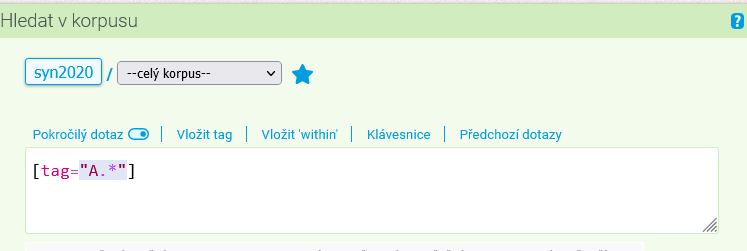 Hledat v korpusu
?
syn2020 / --celý korpus--
Pokročilý dotaz | Vložit tag | Vložit 'within' | Klávesnice | Předchozí dotazy
[tag="A.*"]